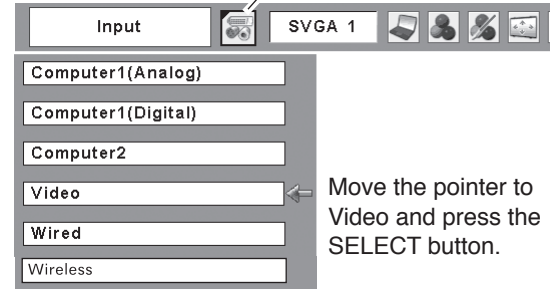 Input
SVGA 1
Computer1(Analog)
Computer1(Digital)
Computer2
Video
Wired
Wireless
Move the pointer to
Video and press the
SELECT button.